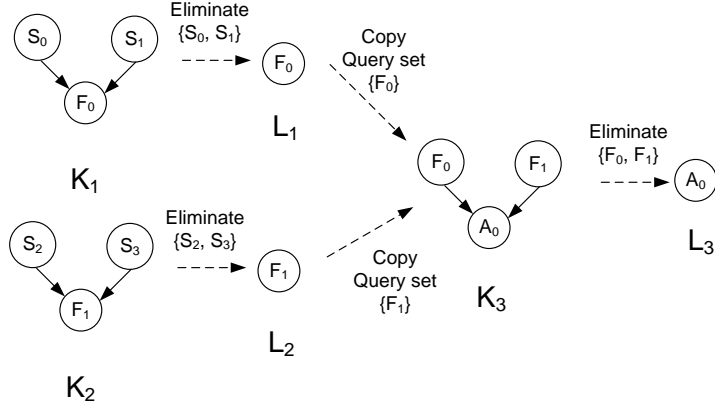 S0
S1
Eliminate
{S0, S1}
F0
F0
L1
K1
Copy
Query set
{F0}
S2
S3
Eliminate
{S2, S3}
F1
F1
L2
K2
Copy
Query set
{F1}
F0
F1
A0
K3
Eliminate
{F0, F1}
A0
L3